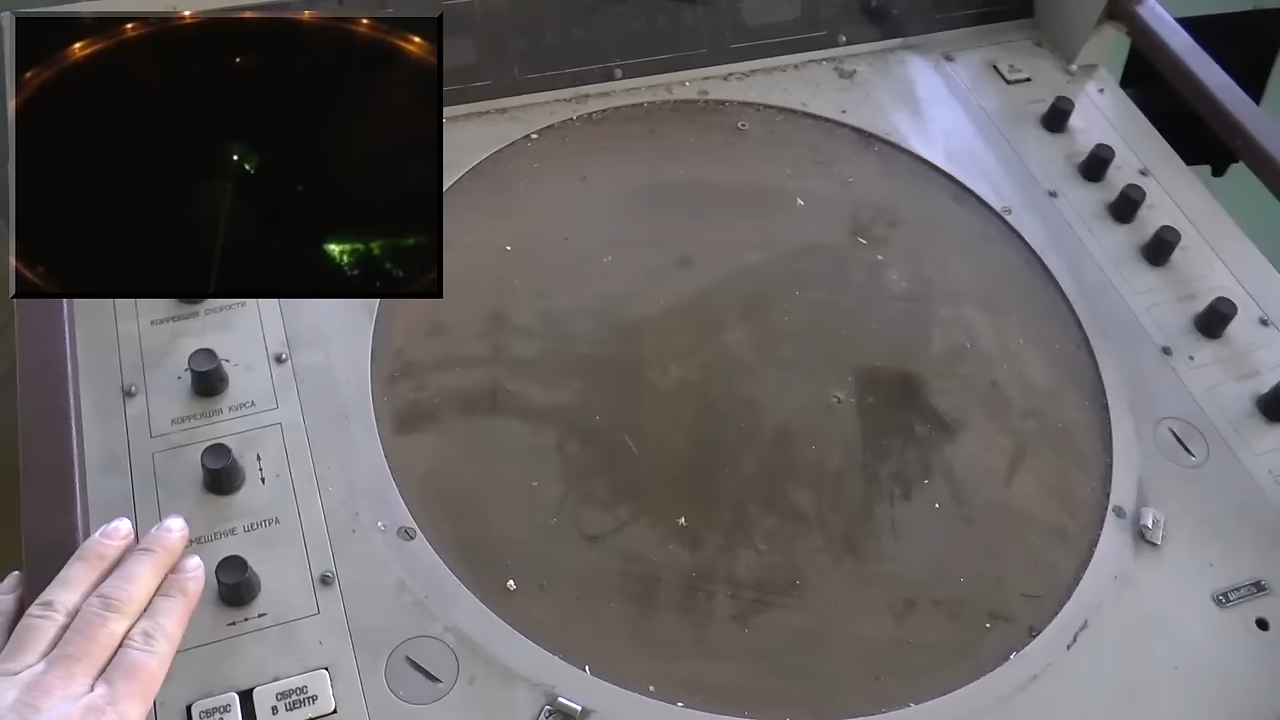 КОРРЕКЦИЯ СКОРОСТИ
КОРРЕКЦИЯ КУРСА
МЕЩЕНИЕ ЦЕНТРА
СБРОС
СБРОС
В ЦЕНТР